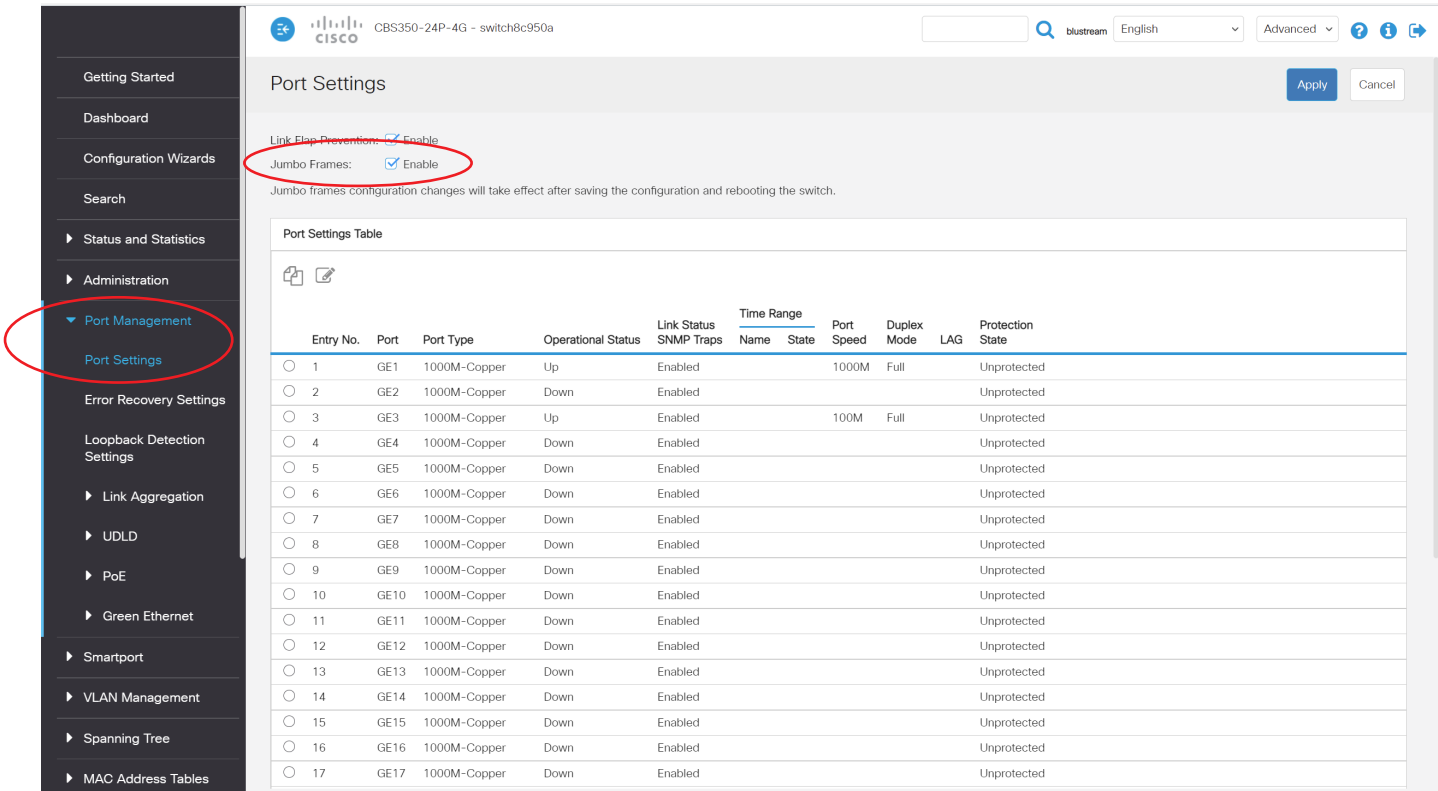 CISCO
CBS350-24P-4G - switch8c950a
blustream
English
Advanced
Getting Started
Dashboard
Configuration Wizards
Search
Status and Statistics
Administration
Port Management
Port Settings
Error Recovery Settings
Loopback Detection
Settings
Link Aggregation
UDLD
PoE
Green Ethernet
Smartport
VLAN Management
Spanning Tree
MAC Address Tables
Port Settings
Apply
Cancel
Link Flap Prevention: Enable
Jumbo Frames: Enable
Jumbo frames configuration changes will take effect after saving the configuration and rebooting the switch.
Port Settings Table
Entry No. Port Port Type Operational Status Link Status SNMP Traps Time Range Name State Port Speed Duplex Mode LAG Protection State
1 GE1 1000M-Copper Up Enabled 1000M Full Unprotected
2 GE2 1000M-Copper Down Enabled Unprotected
3 GE3 1000M-Copper Up Enabled 100M Full Unprotected
4 GE4 1000M-Copper Down Enabled Unprotected
5 GE5 1000M-Copper Down Enabled Unprotected
6 GE6 1000M-Copper Down Enabled Unprotected
7 GE7 1000M-Copper Down Enabled Unprotected
8 GE8 1000M-Copper Down Enabled Unprotected
9 GE9 1000M-Copper Down Enabled Unprotected
10 GE10 1000M-Copper Down Enabled Unprotected
11 GE11 1000M-Copper Down Enabled Unprotected
12 GE12 1000M-Copper Down Enabled Unprotected
13 GE13 1000M-Copper Down Enabled Unprotected
14 GE14 1000M-Copper Down Enabled Unprotected
15 GE15 1000M-Copper Down Enabled Unprotected
16 GE16 1000M-Copper Down Enabled Unprotected
17 GE17 1000M-Copper Down Enabled Unprotected